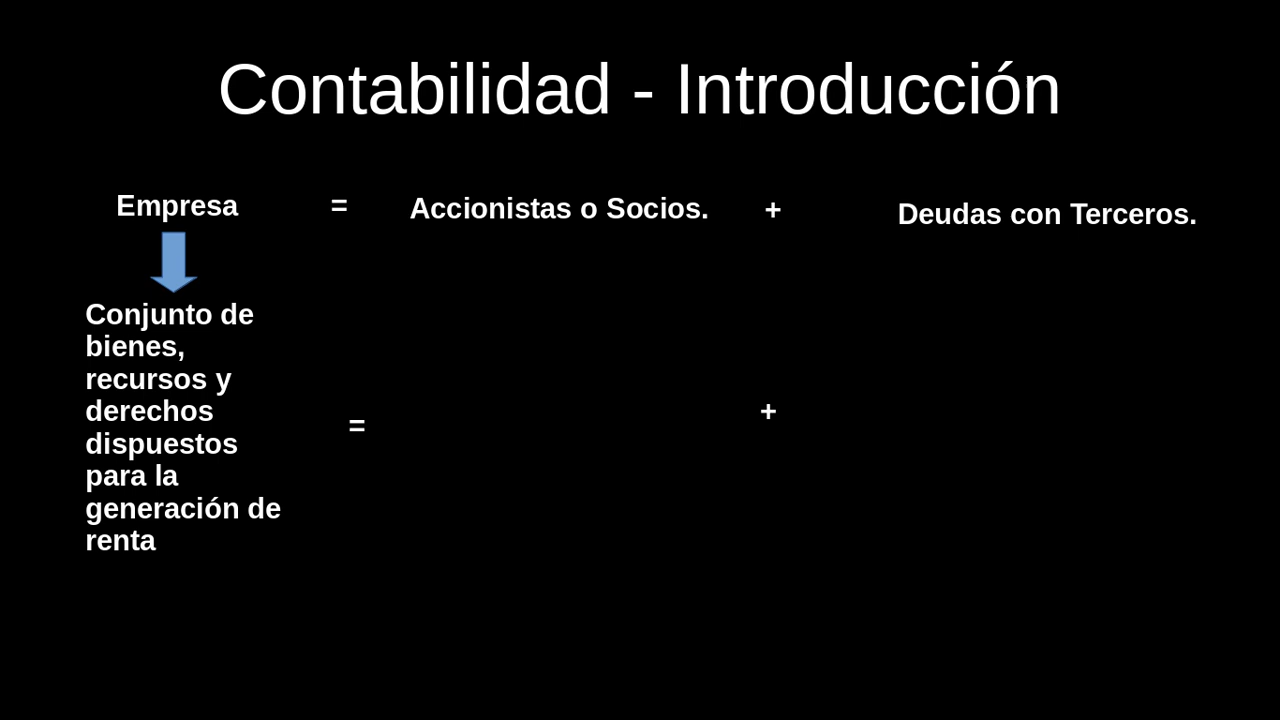 Contabilidad - Introducción
Empresa = Accionistas o Socios. + Deudas con Terceros.
Conjunto de
bienes,
recursos y
derechos
dispuestos
para la
generación de
renta
= +